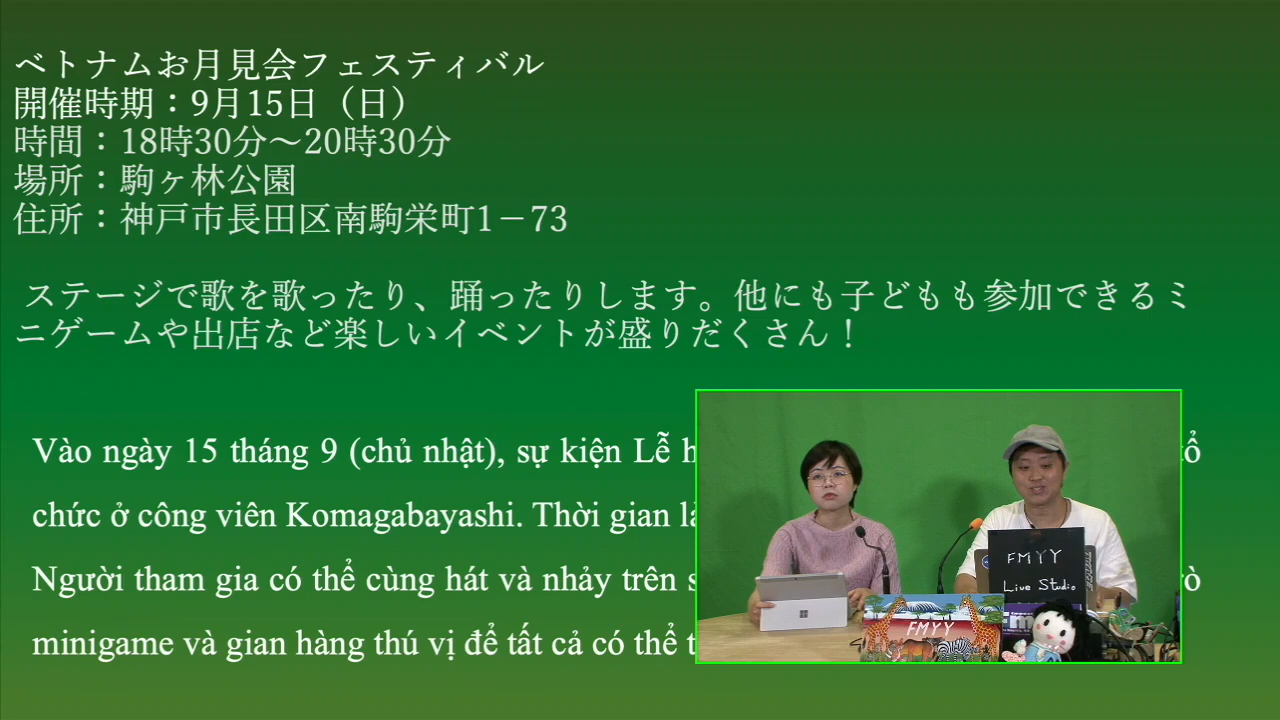 ベトナムお月見会フェスティバル
開催時期：9月15日（日）
時間：18時30分～20時30分
場所：駒ヶ林公園
住所：神戸市長田区南駒栄町1－73
ステージで歌を歌ったり、踊ったりします。他にも子どもも参加できるミ
ニゲームや出店など楽しいイベントが盛りだくさん！
Vào ngày 15 tháng 9 (chủ nhật), sự kiện Lễ
chức ở công viên Komagabayashi. Thời gian
Người tham gia có thể cùng hát và nhảy trên
minigame và gian hàng thú vị để tất cả có thể
FMYY
Live Studio
FMYY